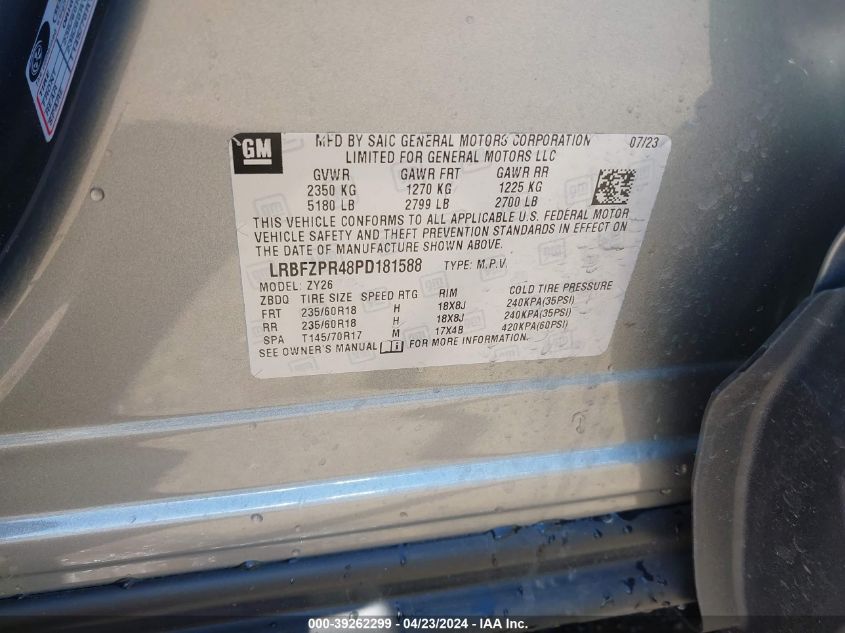 GM
MFD BY SAIC GENERAL MOTORS CORPORATION 07/23
LIMITED FOR GENERAL MOTORS LLC
GVWR GAWR FRT GAWR RR
2350 KG 1270 KG 1225 KG
5180 LB 2799 LB 2700 LB
THIS VEHICLE CONFORMS TO ALL APPLICABLE U.S. FEDERAL MOTOR
VEHICLE SAFETY AND THEFT PREVENTION STANDARDS IN EFFECT ON
THE DATE OF MANUFACTURE SHOWN ABOVE.
LRBFZPR48PD181588 TYPE: M.P.V.
MODEL: ZY26
ZBDQ TIRE SIZE SPEED RTG RIM COLD TIRE PRESSURE
FRT 235/60R18 H 18X8J 240KPA(35PSI)
RR 235/60R18 H 18X8J 240KPA(35PSI)
SPA T145/70R17 M 17X4B 420KPA(60PSI)
SEE OWNER'S MANUAL FOR MORE INFORMATION.
000-39262299 - 04/23/2024 - IAA Inc.